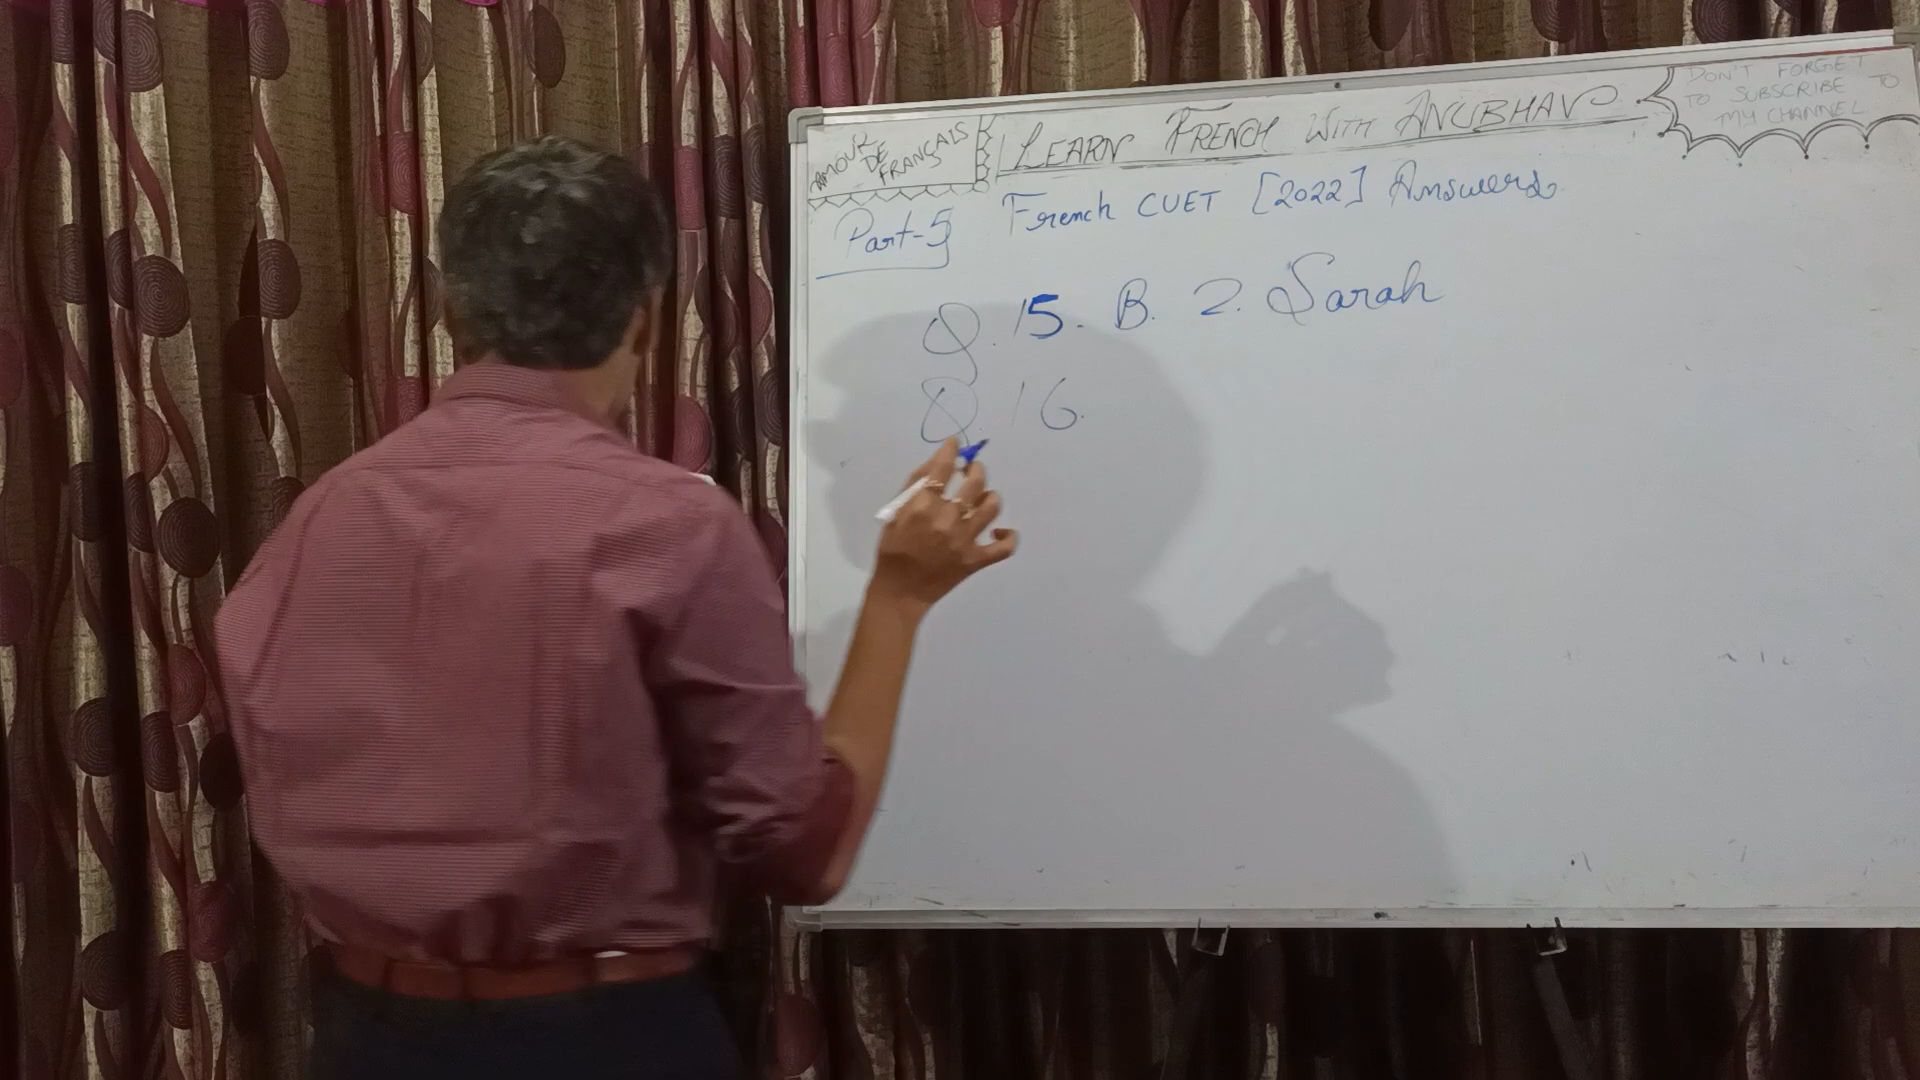 AMOUR
DE
FRANÇAIS
LEARN FRENCH WITH ANUBHAV
DON'T FORGET
TO SUBSCRIBE TO
MY CHANNEL
Part-5 French CUET [2022] Answers
Q. 15. B. 2. Sarah
Q. 16.